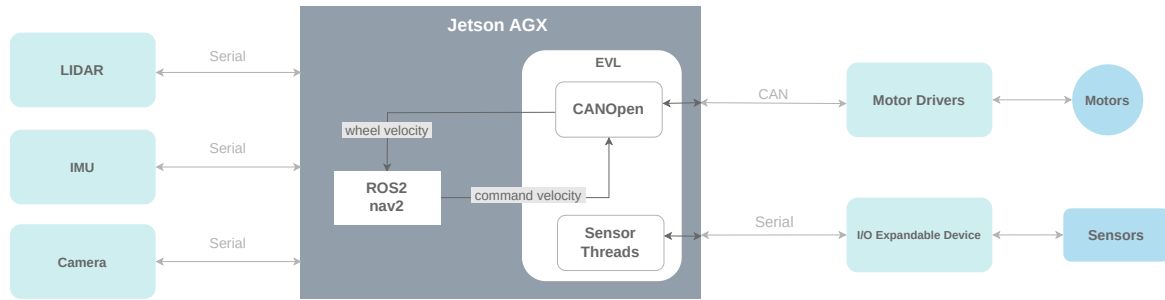 Jetson AGX
LIDAR
Serial
EVL
CANOpen
CAN
Motor Drivers
Motors
wheel velocity
IMU
Serial
ROS2
nav2
command velocity
Camera
Serial
Sensor
Threads
Serial
I/O Expandable Device
Sensors